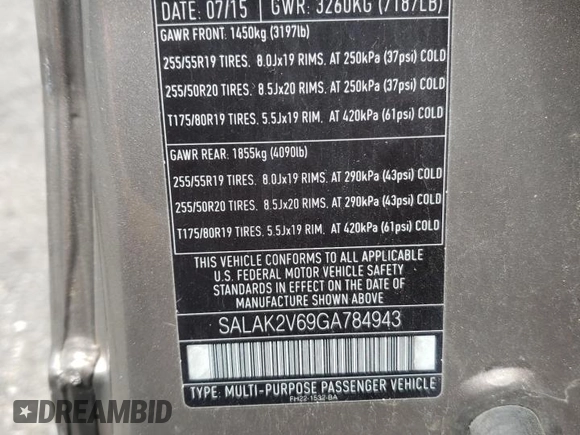 DATE: 07/15 GWR: 3260KG (7187LB)
GAWR FRONT: 1450kg (3197lb)
255/55R19 TIRES. 8.0Jx19 RIMS. AT 250kPa (37psi) COLD
255/50R20 TIRES. 8.5Jx20 RIMS. AT 250kPa (37psi) COLD
T175/80R19 TIRES. 5.5Jx19 RIM. AT 420kPa (61psi) COLD
GAWR REAR: 1855kg (4090lb)
255/55R19 TIRES. 8.0Jx19 RIMS. AT 290kPa (43psi) COLD
255/50R20 TIRES. 8.5Jx20 RIMS. AT 290kPa (43psi) COLD
T175/80R19 TIRES. 5.5Jx19 RIM. AT 420kPa (61psi) COLD
THIS VEHICLE CONFORMS TO ALL APPLICABLE
U.S. FEDERAL MOTOR VEHICLE SAFETY
STANDARDS IN EFFECT ON THE DATE OF
MANUFACTURE SHOWN ABOVE
SALAK2V69GA784943
TYPE: MULTI-PURPOSE PASSENGER VEHICLE
FH22-1532-BA
DREAMBID